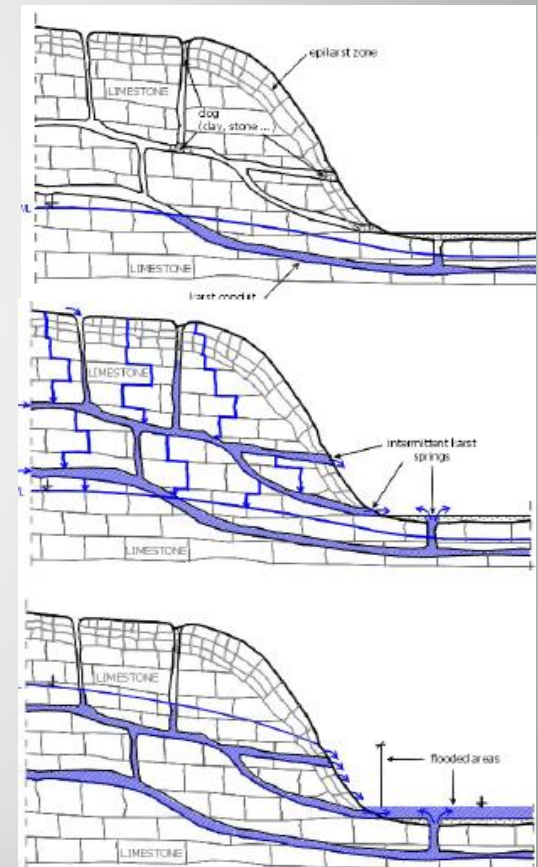 epikarst zone
LIMESTONE
clog
(clay, stone ...)
LIMESTONE
karst conduit
LIMESTONE
intermittent karst
springs
LIMESTONE
LIMESTONE
flooded areas
LIMESTONE